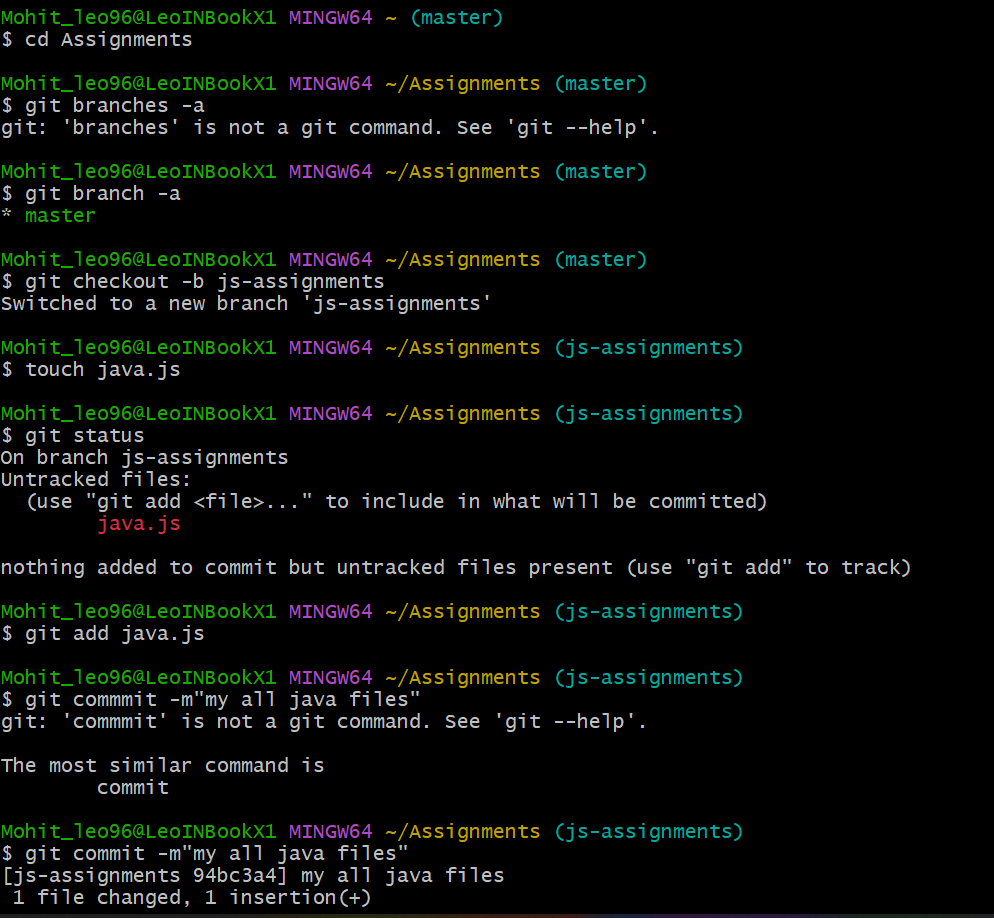 Mohit_leo96@LeoINBookX1 MINGW64 ~ (master)
$ cd Assignments
Mohit_leo96@LeoINBookX1 MINGW64 ~/Assignments (master)
$ git branches -a
git: 'branches' is not a git command. See 'git --help'.
Mohit_leo96@LeoINBookX1 MINGW64 ~/Assignments (master)
$ git branch -a
* master
Mohit_leo96@LeoINBookX1 MINGW64 ~/Assignments (master)
$ git checkout -b js-assignments
Switched to a new branch 'js-assignments'
Mohit_leo96@LeoINBookX1 MINGW64 ~/Assignments (js-assignments)
$ touch java.js
Mohit_leo96@LeoINBookX1 MINGW64 ~/Assignments (js-assignments)
$ git status
On branch js-assignments
Untracked files:
  (use "git add <file>..." to include in what will be committed)
        java.js
nothing added to commit but untracked files present (use "git add" to track)
Mohit_leo96@LeoINBookX1 MINGW64 ~/Assignments (js-assignments)
$ git add java.js
Mohit_leo96@LeoINBookX1 MINGW64 ~/Assignments (js-assignments)
$ git commmit -m"my all java files"
git: 'commmit' is not a git command. See 'git --help'.
The most similar command is
        commit
Mohit_leo96@LeoINBookX1 MINGW64 ~/Assignments (js-assignments)
$ git commit -m"my all java files"
[js-assignments 94bc3a4] my all java files
 1 file changed, 1 insertion(+)